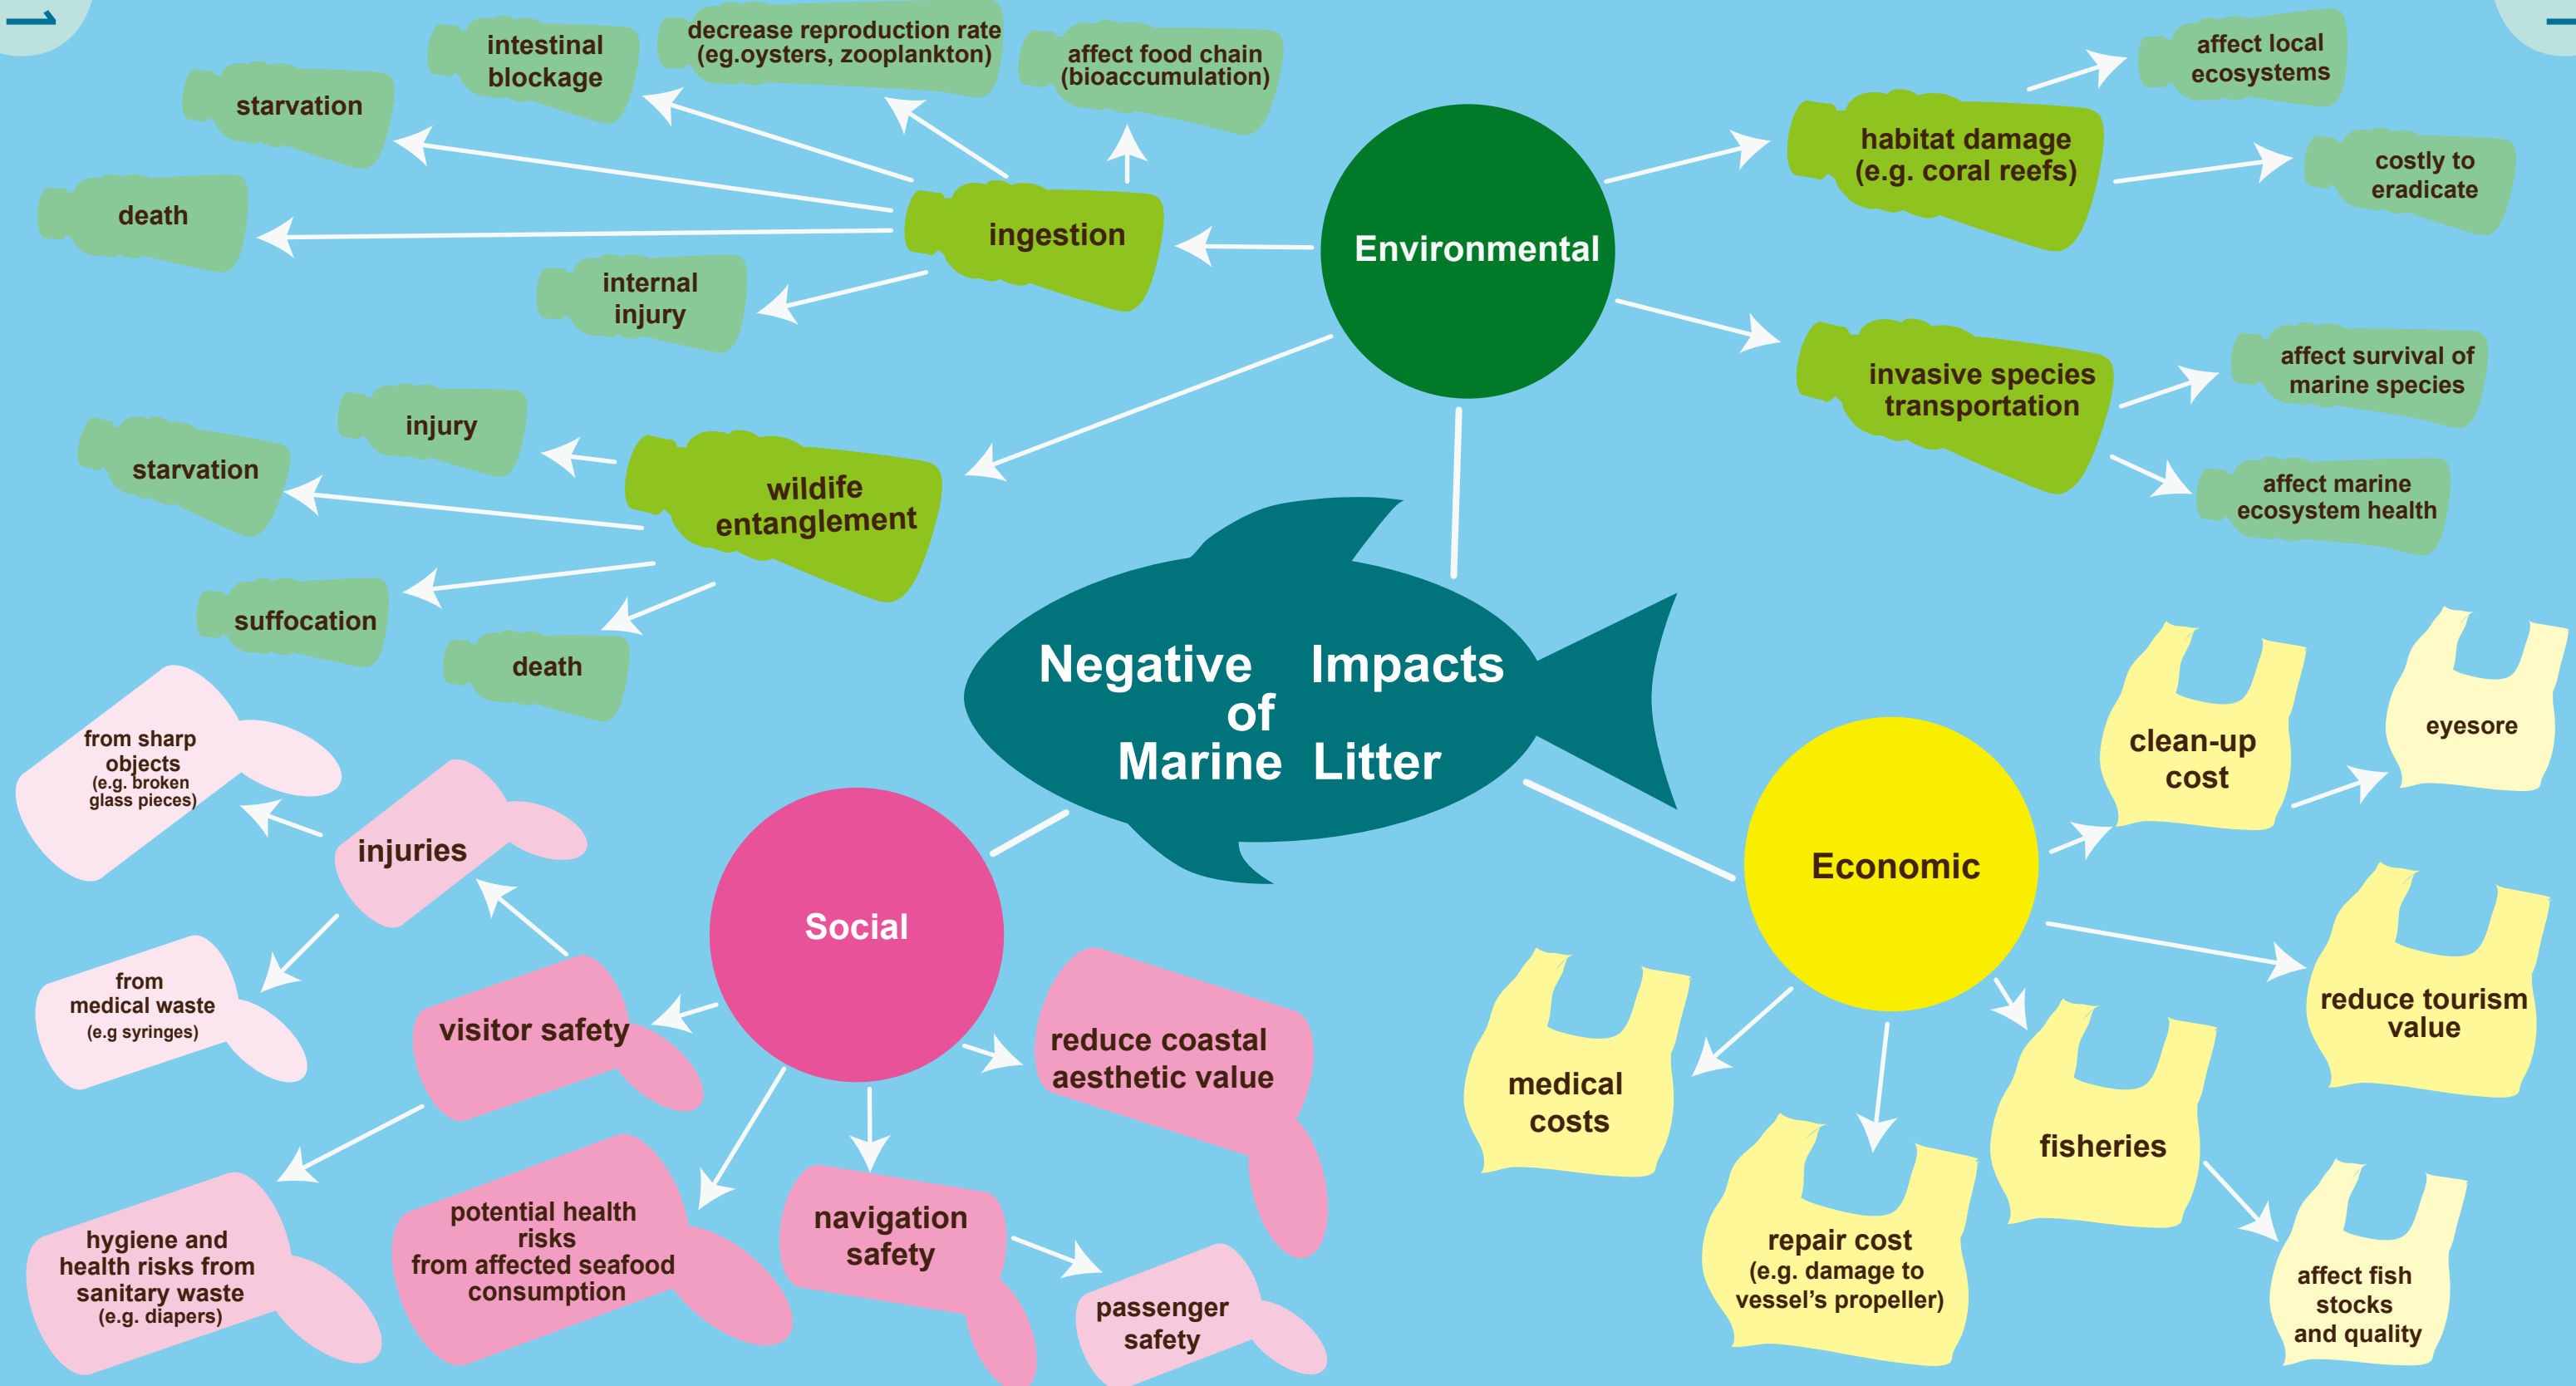 1
1
intestinal
blockage
decrease reproduction rate
(eg.oysters, zooplankton)
affect food chain
(bioaccumulation)
starvation
death
ingestion
internal
injury
Environmental
habitat damage
(e.g. coral reefs)
affect local
ecosystems
costly to
eradicate
invasive species
transportation
affect survival of
marine species
affect marine
ecosystem health
injury
starvation
wildife
entanglement
suffocation
death
Negative Impacts
of
Marine Litter
from sharp
objects
(e.g. broken
glass pieces)
injuries
from
medical waste
(e.g syringes)
Social
visitor safety
reduce coastal
aesthetic value
hygiene and
health risks from
sanitary waste
(e.g. diapers)
potential health
risks
from affected seafood
consumption
navigation
safety
passenger
safety
Economic
clean-up
cost
eyesore
reduce tourism
value
medical
costs
repair cost
(e.g. damage to
vessel's propeller)
fisheries
affect fish
stocks
and quality